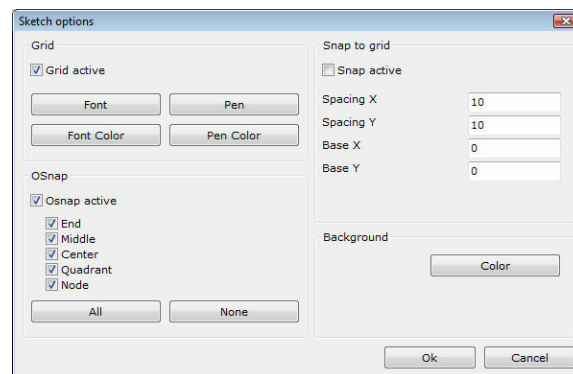 Sketch options
Grid
Grid active
Font
Pen
Font Color
Pen Color
OSnap
Osnap active
End
Middle
Center
Quadrant
Node
All
None
Snap to grid
Snap active
Spacing X
10
Spacing Y
10
Base X
0
Base Y
0
Background
Color
Ok
Cancel